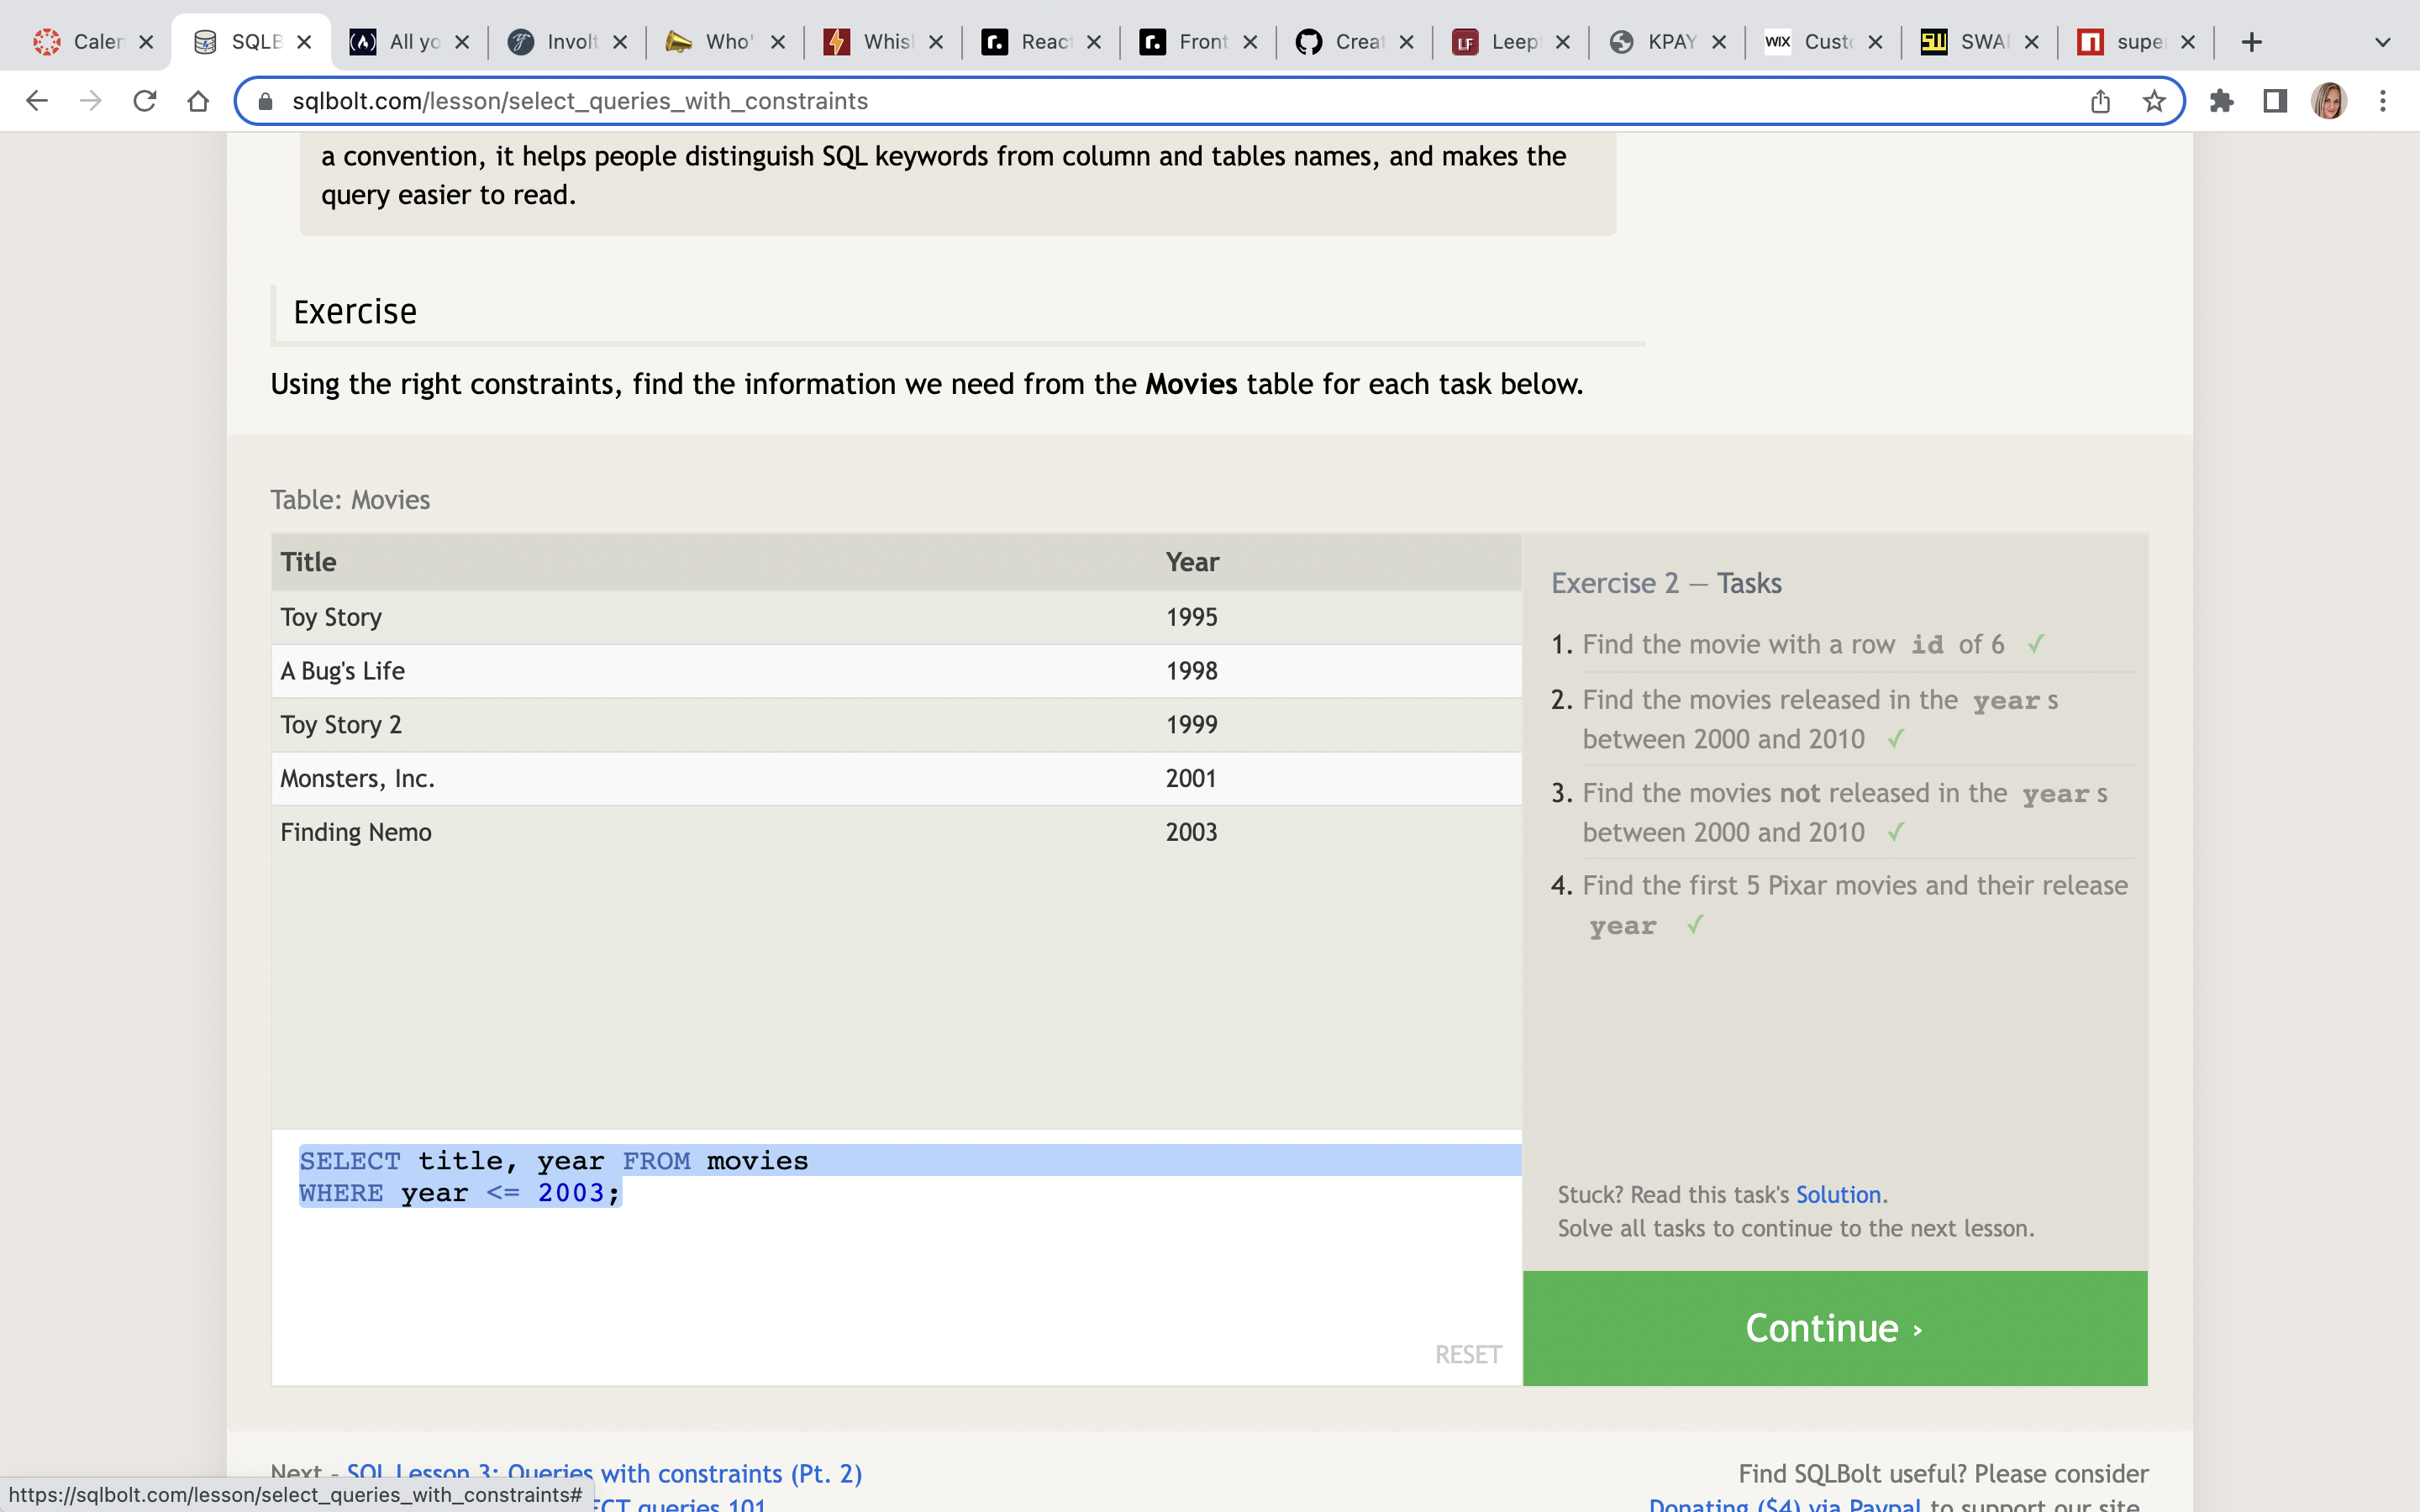 Caler
SQLB
All yo
Involt
Who'
Whisl
React
Front
Creat
LF Leept
KPAY
WIX Custo
SWAP
super
sqlbolt.com/lesson/select_queries_with_constraints
a convention, it helps people distinguish SQL keywords from column and tables names, and makes the
query easier to read.
Exercise
Using the right constraints, find the information we need from the Movies table for each task below.
Table: Movies
Title Year
Toy Story 1995
A Bug's Life 1998
Toy Story 2 1999
Monsters, Inc. 2001
Finding Nemo 2003
SELECT title, year FROM movies
WHERE year <= 2003;
RESET
Exercise 2 — Tasks
1. Find the movie with a row id of 6 ✓
2. Find the movies released in the years
between 2000 and 2010 ✓
3. Find the movies not released in the years
between 2000 and 2010 ✓
4. Find the first 5 Pixar movies and their release
year ✓
Stuck? Read this task's Solution.
Solve all tasks to continue to the next lesson.
Continue ›
Next – SQL Lesson 3: Queries with constraints (Pt. 2)
ECT queries 101
Find SQLBolt useful? Please consider
Donating ($4) via Paypal to support our site.
https://sqlbolt.com/lesson/select_queries_with_constraints#